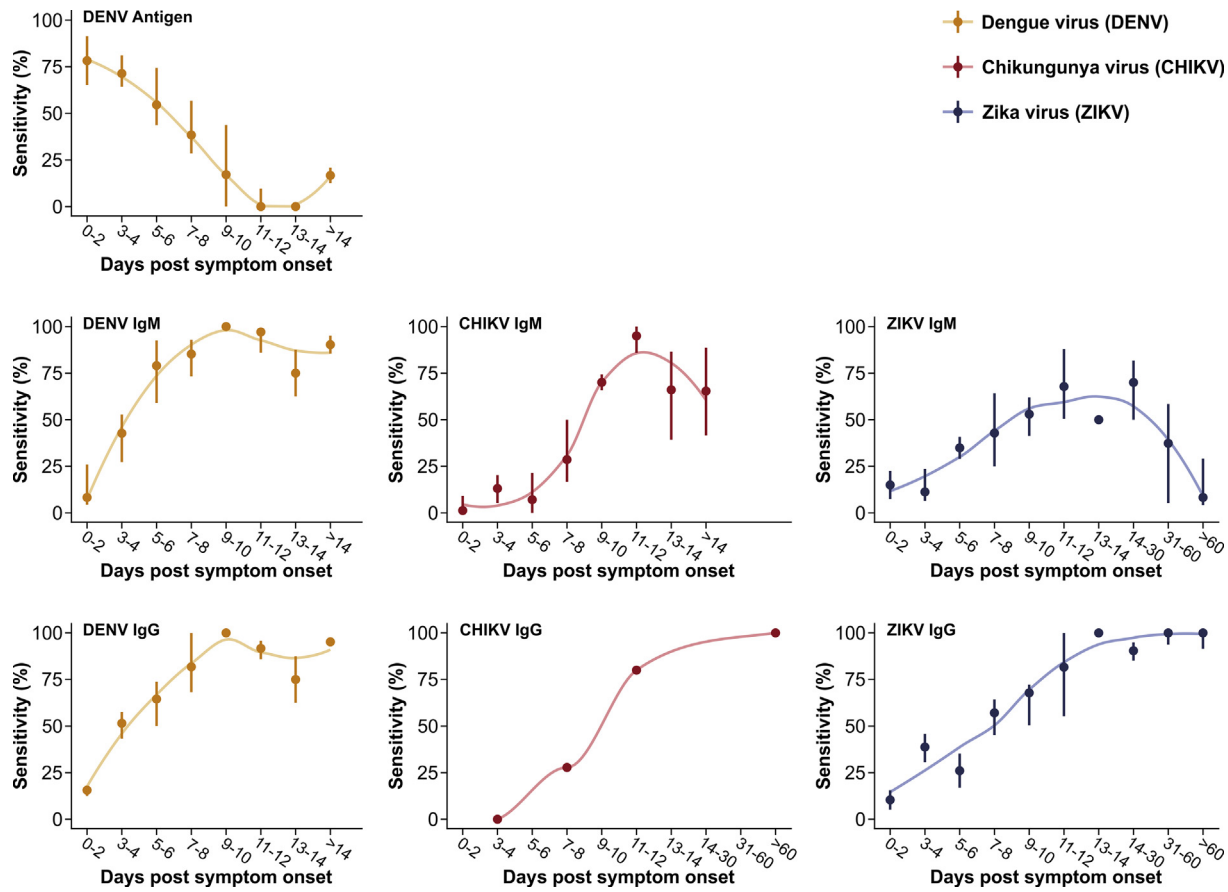 DENV Antigen
Sensitivity (%)
100
75
50
25
0
0-2 3-4 5-6 7-8 9-10 11-12 13-14 >14
Days post symptom onset
Dengue virus (DENV)
Chikungunya virus (CHIKV)
Zika virus (ZIKV)
DENV IgM
Sensitivity (%)
100
75
50
25
0
0-2 3-4 5-6 7-8 9-10 11-12 13-14 >14
Days post symptom onset
CHIKV IgM
Sensitivity (%)
100
75
50
25
0
0-2 3-4 5-6 7-8 9-10 11-12 13-14 >14
Days post symptom onset
ZIKV IgM
Sensitivity (%)
100
75
50
25
0
0-2 3-4 5-6 7-8 9-10 11-12 13-14 14-30 31-60 >60
Days post symptom onset
DENV IgG
Sensitivity (%)
100
75
50
25
0
0-2 3-4 5-6 7-8 9-10 11-12 13-14 >14
Days post symptom onset
CHIKV IgG
Sensitivity (%)
100
75
50
25
0
0-2 3-4 5-6 7-8 9-10 11-12 13-14 14-30 31-60 >60
Days post symptom onset
ZIKV IgG
Sensitivity (%)
100
75
50
25
0
0-2 3-4 5-6 7-8 9-10 11-12 13-14 14-30 31-60 >60
Days post symptom onset